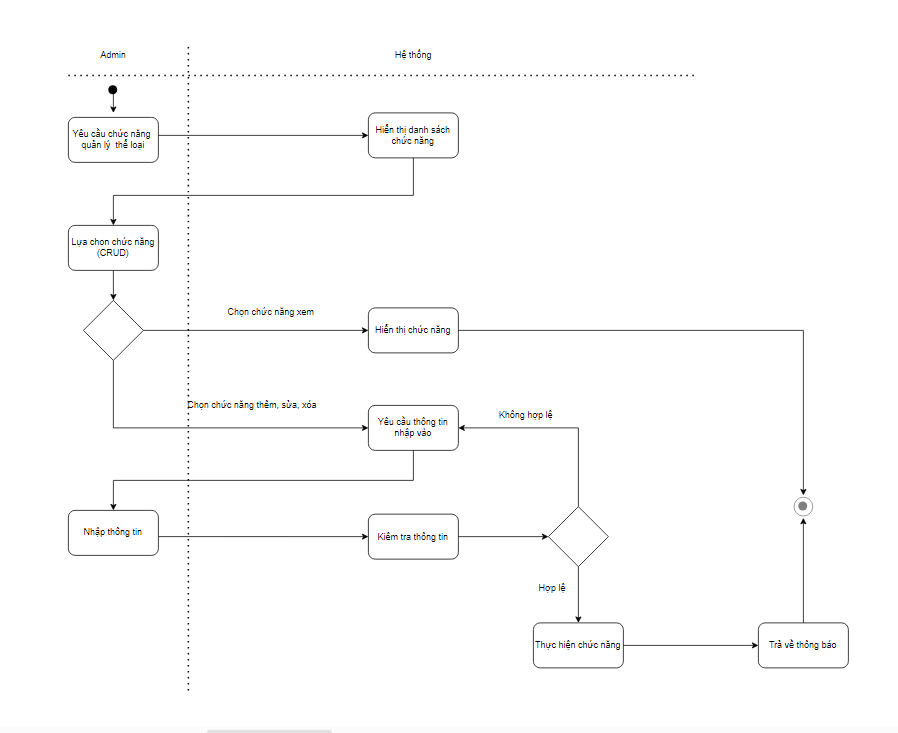 Admin
Hệ thống
Yêu cầu chức năng
quản lý thể loại
Hiển thị danh sách
chức năng
Lựa chon chức năng
(CRUD)
Chọn chức năng xem
Hiển thị chức năng
Chọn chức năng thêm, sửa, xóa
Yêu cầu thông tin
nhập vào
Không hợp lệ
Nhập thông tin
Kiểm tra thông tin
Hợp lệ
Thực hiện chức năng
Trả về thông báo